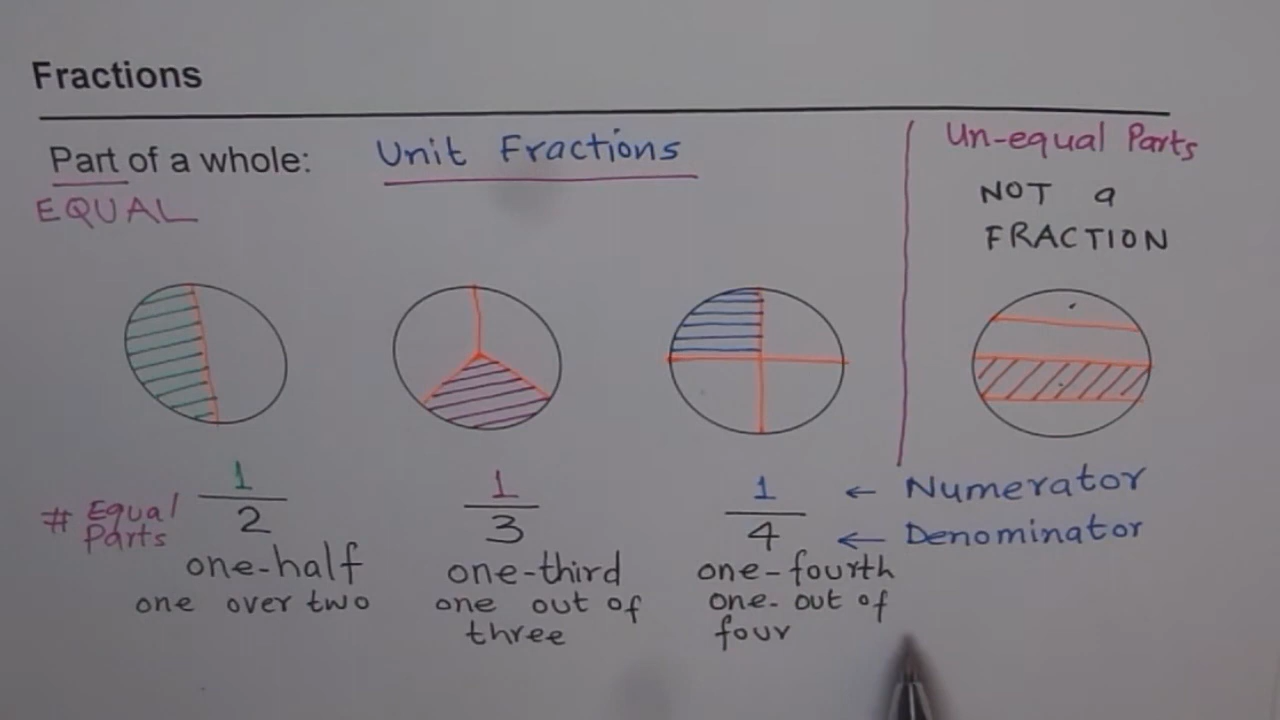 Fractions
Part of a whole: Unit Fractions
EQUAL
Un-equal Parts
NOT a
FRACTION
# Equal
Parts
1
2
one-half
one over two
1
3
one-third
one out of
three
1 ← Numerator
4 ← Denominator
one-fourth
one- out of
four